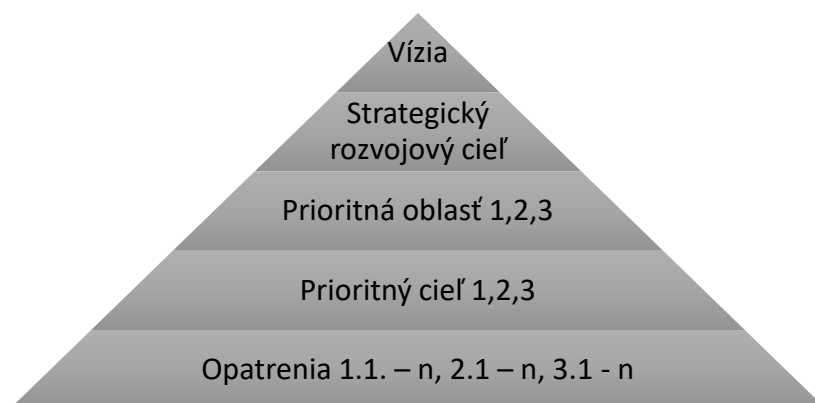 Vízia
Strategický
rozvojový cieľ
Prioritná oblasť 1,2,3
Prioritný cieľ 1,2,3
Opatrenia 1.1. – n, 2.1 – n, 3.1 - n